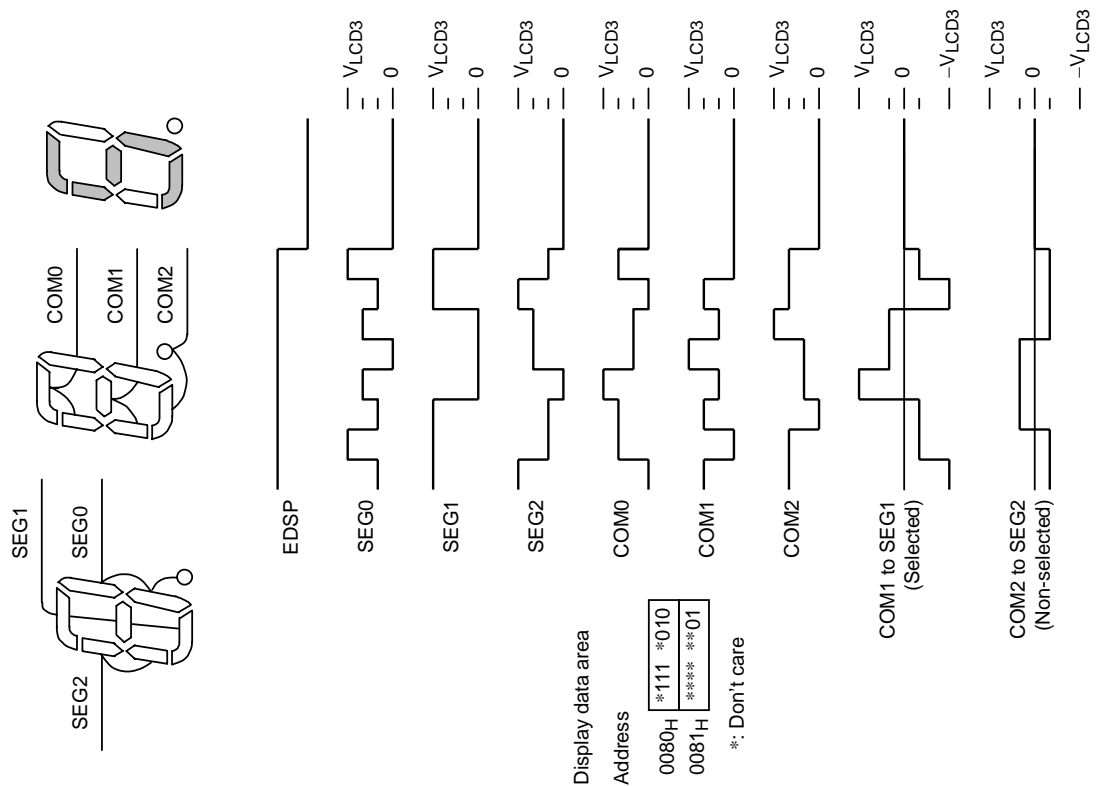 SEG1
SEG0
SEG2
COM0
COM1
COM2
EDSP
SEG0
VLCD3
0
SEG1
VLCD3
0
SEG2
VLCD3
0
COM0
VLCD3
0
COM1
VLCD3
0
COM2
VLCD3
0
COM1 to SEG1
(Selected)
VLCD3
0
−VLCD3
COM2 to SEG2
(Non-selected)
VLCD3
0
−VLCD3
Display data area
Address
0080H *111 *010
0081H **** **01
*: Don't care